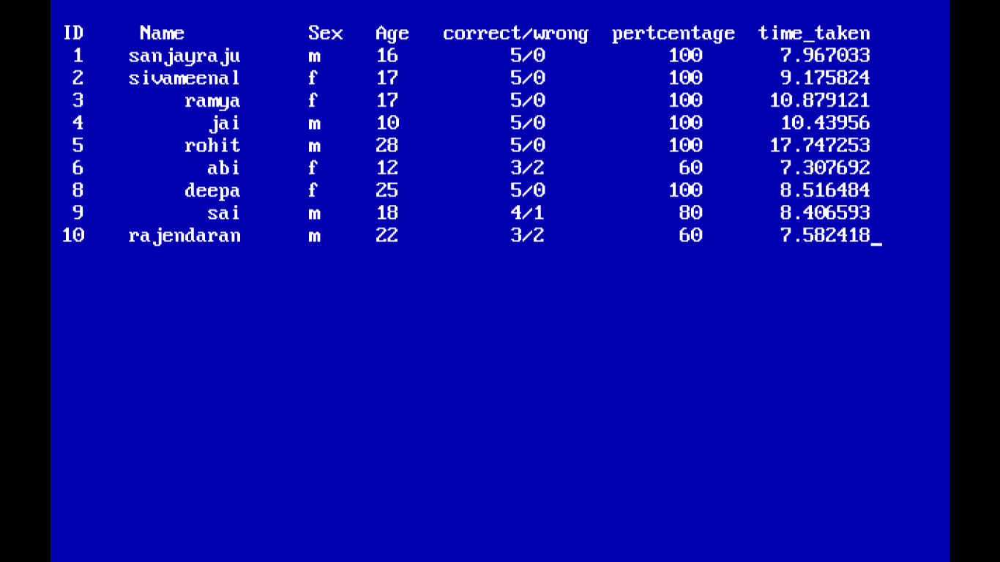 ID Name Sex Age correct/wrong pertcentage time_taken
1 sanjayraju m 16 5/0 100 7.967033
2 sivameenal f 17 5/0 100 9.175824
3 ramya f 17 5/0 100 10.879121
4 jai m 10 5/0 100 10.43956
5 rohit m 28 5/0 100 17.747253
6 abi f 12 3/2 60 7.307692
8 deepa f 25 5/0 100 8.516484
9 sai m 18 4/1 80 8.406593
10 rajendaran m 22 3/2 60 7.582418_